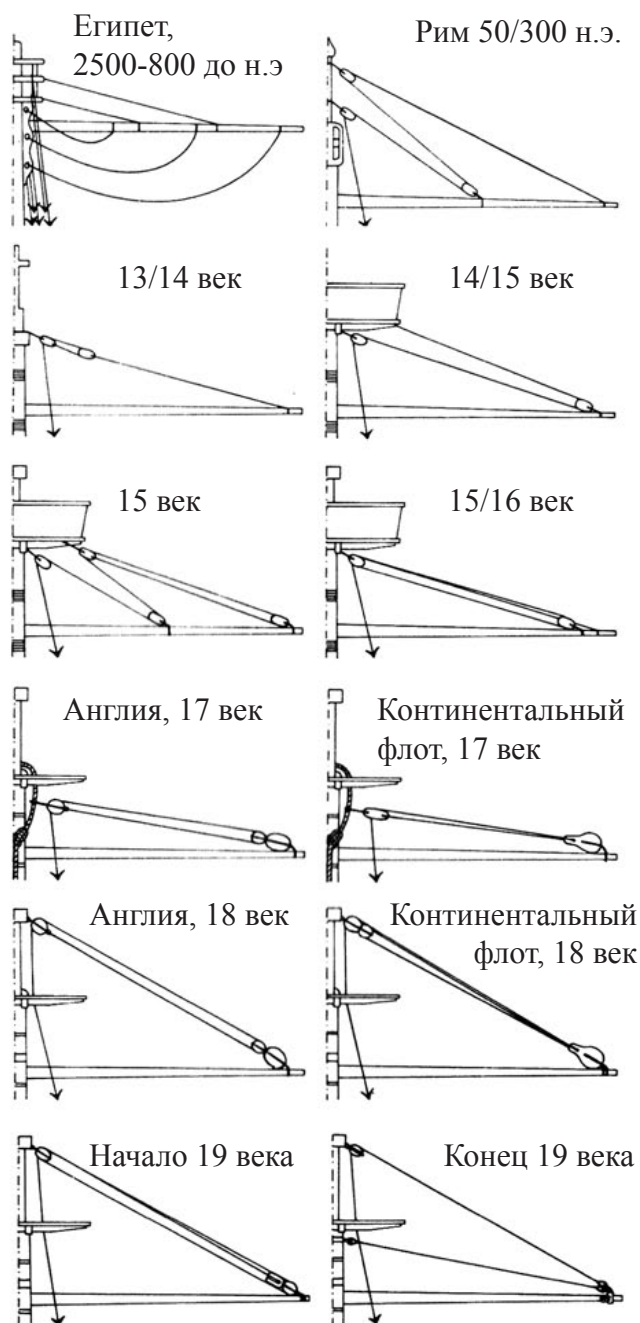 Египет,
2500-800 до н.э
Рим 50/300 н.э.
13/14 век
14/15 век
15 век
15/16 век
Англия, 17 век
Континентальный
флот, 17 век
Англия, 18 век
Континентальный
флот, 18 век
Начало 19 века
Конец 19 века